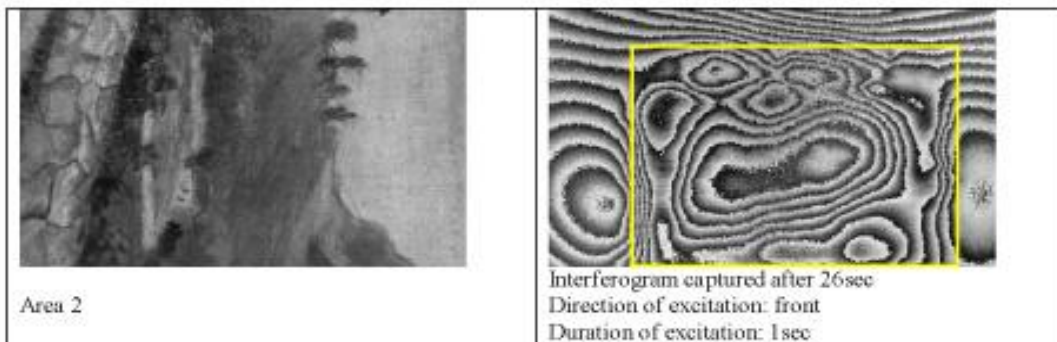 Area 2
Interferogram captured after 26sec
Direction of excitation: front
Duration of excitation: 1sec